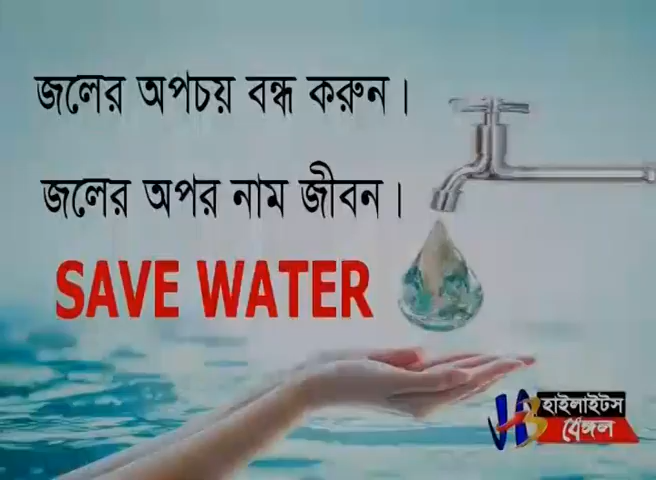 জলের অপচয় বন্ধ করুন।
জলের অপর নাম জীবন।
SAVE WATER
হাইলাইটস
বেঙ্গল